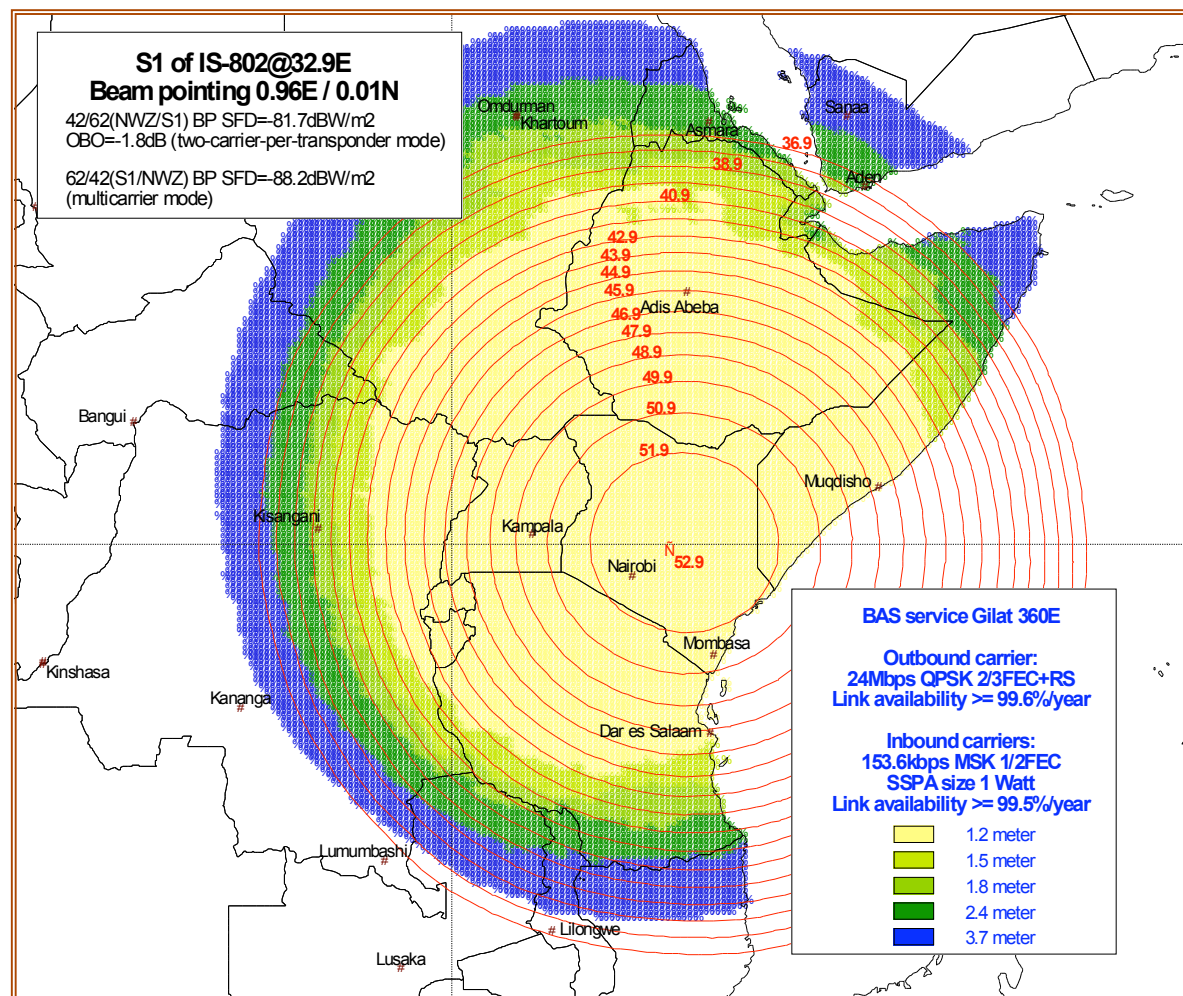 S1 of IS-802@32.9E
Beam pointing 0.96E / 0.01N
42/62(NWZ/S1) BP SFD=-81.7dBW/m2
OBO=-1.8dB (two-carrier-per-transponder mode)
62/42(S1/NWZ) BP SFD=-88.2dBW/m2
(multicarrier mode)
Omdurman
Khartoum
Asmara
Sanaa
Aden
36.9
38.9
40.9
42.9
43.9
44.9
45.9
Adis Abeba
46.9
47.9
48.9
49.9
50.9
51.9
Bangui
Muqdisho
Kisangani
Kampala
Ñ
52.9
Nairobi
Mombasa
Kinshasa
Kananga
Dar es Salaam
Lumumbashi
Lilongwe
Lusaka
BAS service Gilat 360E
Outbound carrier:
24Mbps QPSK 2/3FEC+RS
Link availability >= 99.6%/year
Inbound carriers:
153.6kbps MSK 1/2FEC
SSPA size 1 Watt
Link availability >= 99.5%/year
1.2 meter
1.5 meter
1.8 meter
2.4 meter
3.7 meter